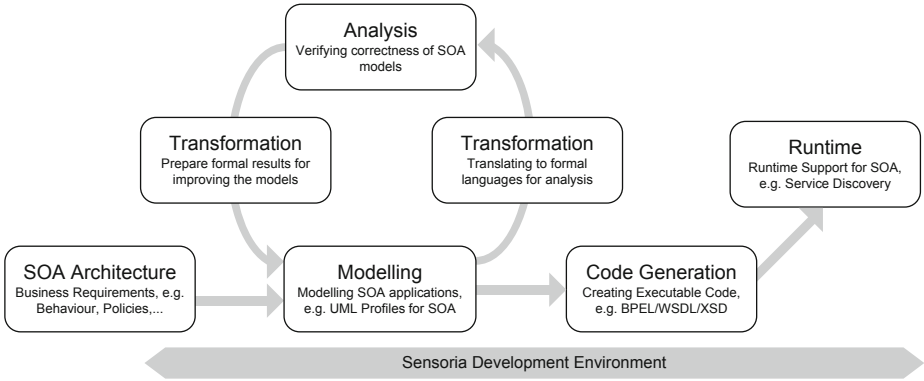 Analysis
Verifying correctness of SOA
models
Transformation
Prepare formal results for
improving the models
Transformation
Translating to formal
languages for analysis
Runtime
Runtime Support for SOA,
e.g. Service Discovery
SOA Architecture
Business Requirements, e.g.
Behaviour, Policies,...
Modelling
Modelling SOA applications,
e.g. UML Profiles for SOA
Code Generation
Creating Executable Code,
e.g. BPEL/WSDL/XSD
Sensoria Development Environment